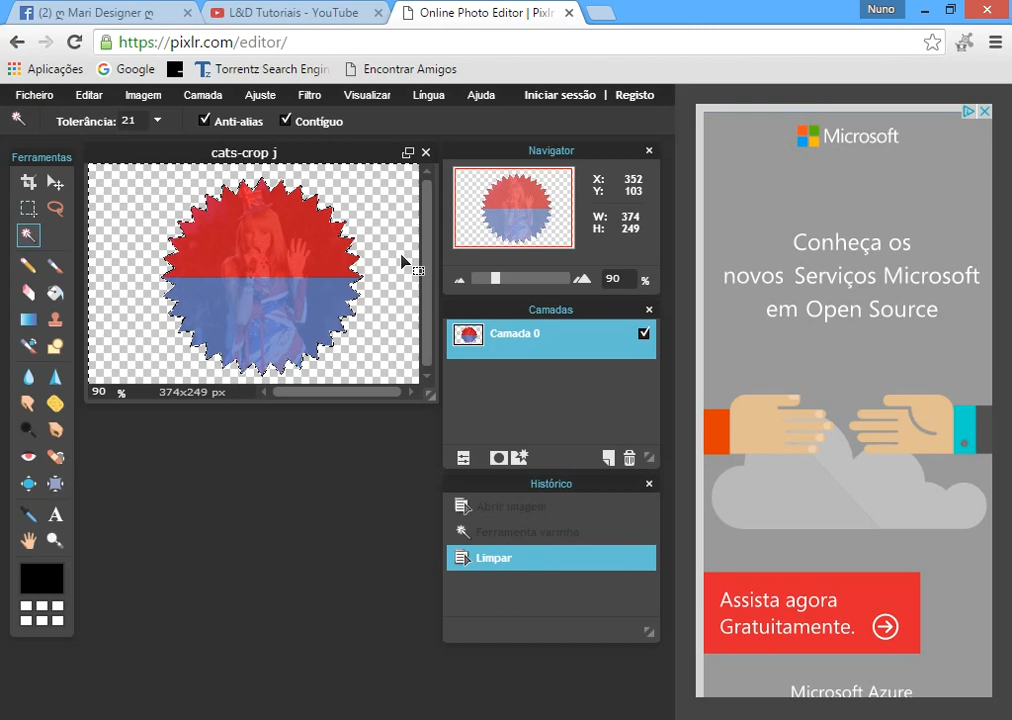 (2) ღ Mari Designer ღ
L&D Tutoriais - YouTube
Online Photo Editor | Pixlr
Nuno
https://pixlr.com/editor/
Aplicações
Google
Torrentz Search Engin
Encontrar Amigos
Ficheiro Editar Imagem Camada Ajuste Filtro Visualizar Língua Ajuda Iniciar sessão | Registo
Tolerância: 21 Anti-alias Contíguo
Ferramentas
cats-crop j
90 % 374x249 px
Navigator
X: 352
Y: 103
W: 374
H: 249
90 %
Camadas
Camada 0
Histórico
Abrir imagem
Ferramenta varinha
Limpar
Microsoft
Conheça os
novos Serviços Microsoft
em Open Source
Assista agora
Gratuitamente.
Microsoft Azure